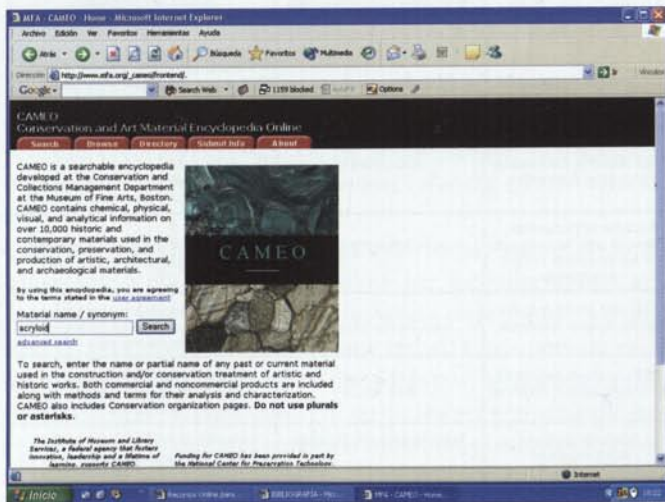 MFA - CAMEO - Home - Microsoft Internet Explorer
Archivo Edición Ver Favoritos Herramientas Ayuda
Atrás Búsqueda Favoritos Multimedia
Dirección http://www.mfa.org/_cameo/frontend/ Ir Vínculos
Google Search Web 1159 blocked Options
CAMEO
Conservation and Art Material Encyclopedia Online
Search Browse Directory Submit Info About
CAMEO is a searchable encyclopedia
developed at the Conservation and
Collections Management Department
at the Museum of Fine Arts, Boston.
CAMEO contains chemical, physical,
visual, and analytical information on
over 10,000 historic and
contemporary materials used in the
conservation, preservation, and
production of artistic, architectural,
and archaeological materials.
CAMEO
By using this encyclopedia, you are agreeing
to the terms stated in the user agreement
Material name / synonym:
acryloid Search
advanced search
To search, enter the name or partial name of any past or current material
used in the construction and/or conservation treatment of artistic and
historic works. Both commercial and noncommercial products are included
along with methods and terms for their analysis and characterization.
CAMEO also includes Conservation organization pages. Do not use plurals
or asterisks.
The Institute of Museum and Library
Services, a federal agency that fosters
innovation, leadership and a lifetime of
learning, supports CAMEO.
Funding for CAMEO has been provided in part by
the National Center for Preservation Technology
Internet
Inicio Recursos online para BIBLIOGRAFIA - Mic MFA - CAMEO - Home